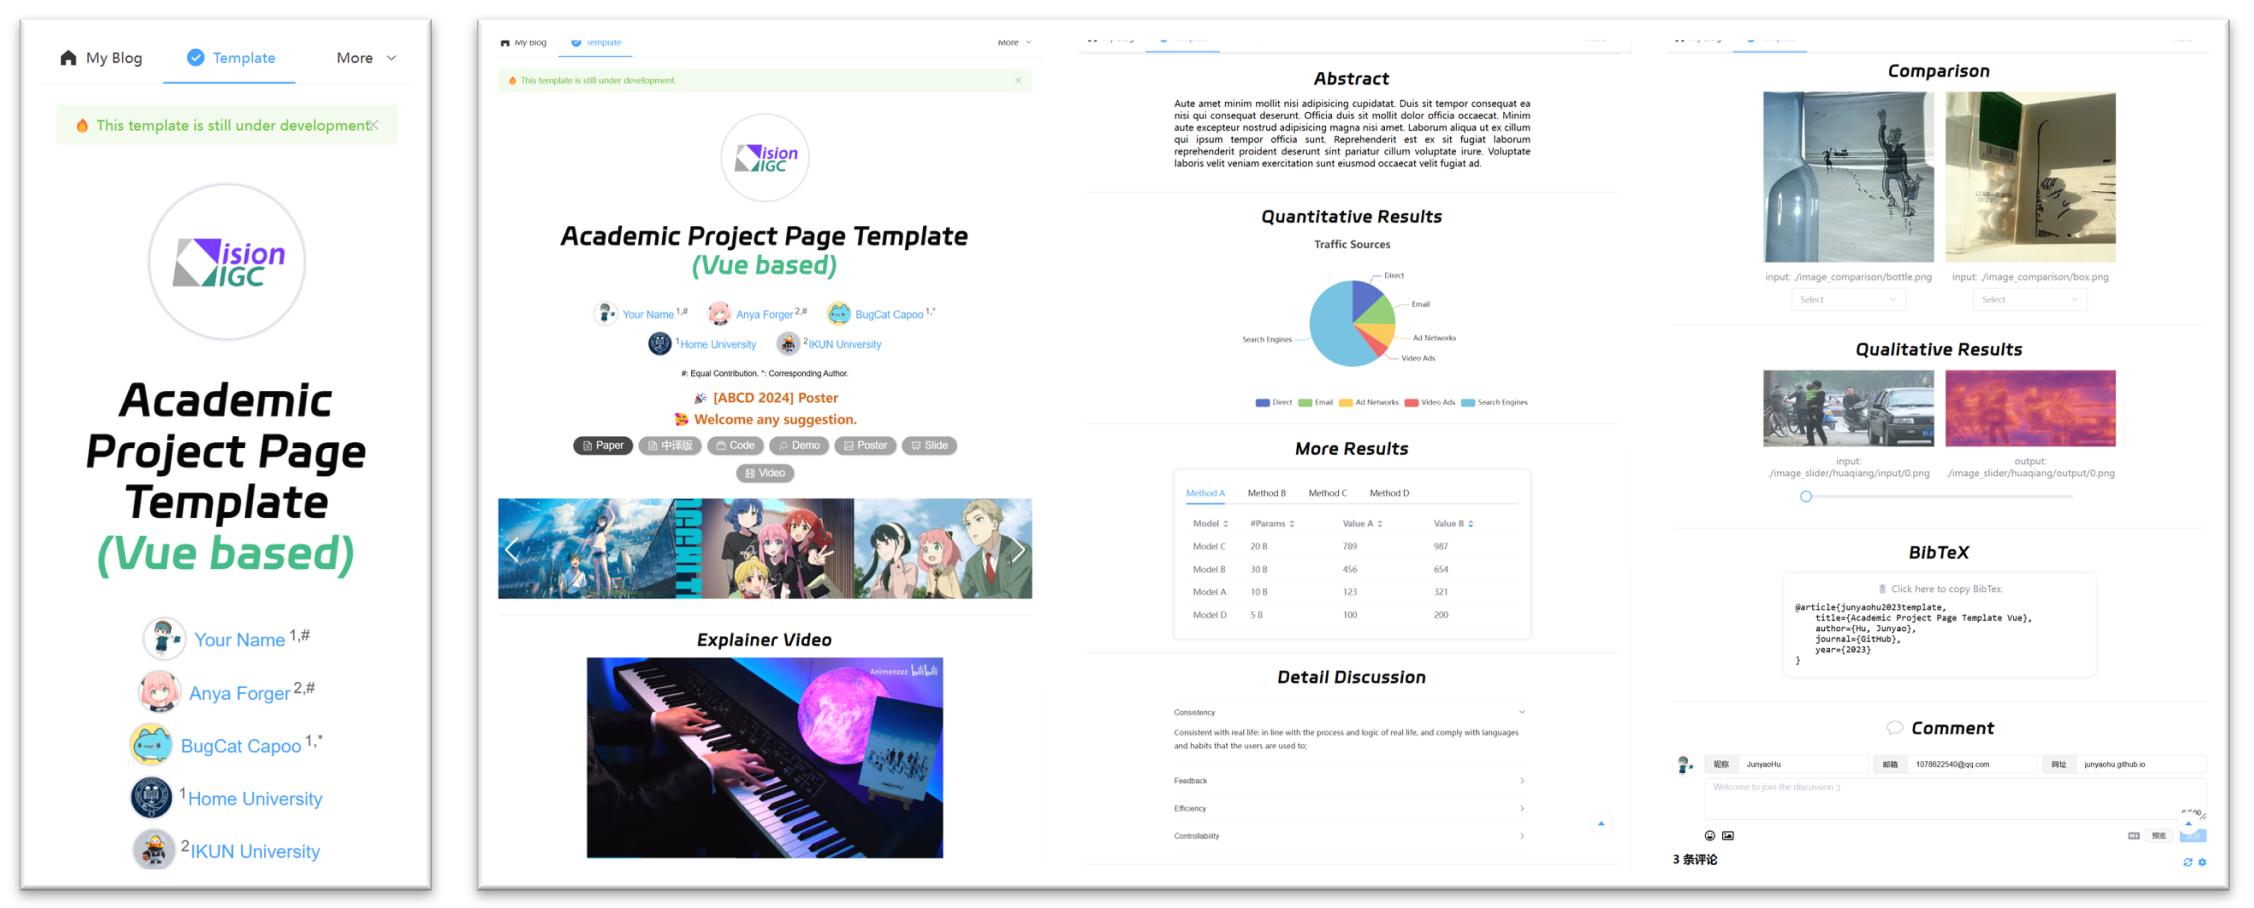 My Blog
Template
More
🔥 This template is still under development.
ision
IGC
Academic
Project Page
Template
(Vue based)
Your Name 1,#
Anya Forger 2,#
BugCat Capoo 1,*
1Home University
2IKUN University
My Blog
Template
More
🔥 This template is still under development.
ision
IGC
Academic Project Page Template
(Vue based)
Your Name 1,# Anya Forger 2,# BugCat Capoo 1,*
1Home University 2IKUN University
#: Equal Contribution. *: Corresponding Author.
🎉 [ABCD 2024] Poster
🥰 Welcome any suggestion.
Paper 中译版 Code Demo Poster Slide
Video
Explainer Video
Animenzzz bilibili
Abstract
Aute amet minim mollit nisi adipisicing cupidatat. Duis sit tempor consequat ea
nisi qui consequat deserunt. Officia duis sit mollit dolor officia occaecat. Minim
aute excepteur nostrud adipisicing magna nisi amet. Laborum aliqua ut ex cillum
qui ipsum tempor officia sunt. Reprehenderit est ex sit fugiat laborum
reprehenderit proident deserunt sint pariatur cillum voluptate irure. Voluptate
laboris velit veniam exercitation sunt eiusmod occaecat velit fugiat ad.
Quantitative Results
Traffic Sources
Direct
Email
Ad Networks
Video Ads
Search Engines
Direct Email Ad Networks Video Ads Search Engines
More Results
Method A Method B Method C Method D
Model #Params Value A Value B
Model C 20 B 789 987
Model B 30 B 456 654
Model A 10 B 123 321
Model D 5 B 100 200
Detail Discussion
Consistency
Consistent with real life: in line with the process and logic of real life, and comply with languages
and habits that the users are used to;
Feedback
Efficiency
Controllability
Comparison
input: ./image_comparison/bottle.png
input: ./image_comparison/box.png
Select
Select
Qualitative Results
input:
./image_slider/huaqiang/input/0.png
output:
./image_slider/huaqiang/output/0.png
BibTeX
Click here to copy BibTex.
@article{junyaohu2023template,
title={Academic Project Page Template Vue},
author={Hu, Junyao},
journal={GitHub},
year={2023}
}
Comment
昵称 JunyaoHu 邮箱 1078622540@qq.com 网址 junyaohu.github.io
Welcome to join the discussion :)
预览
3 条评论